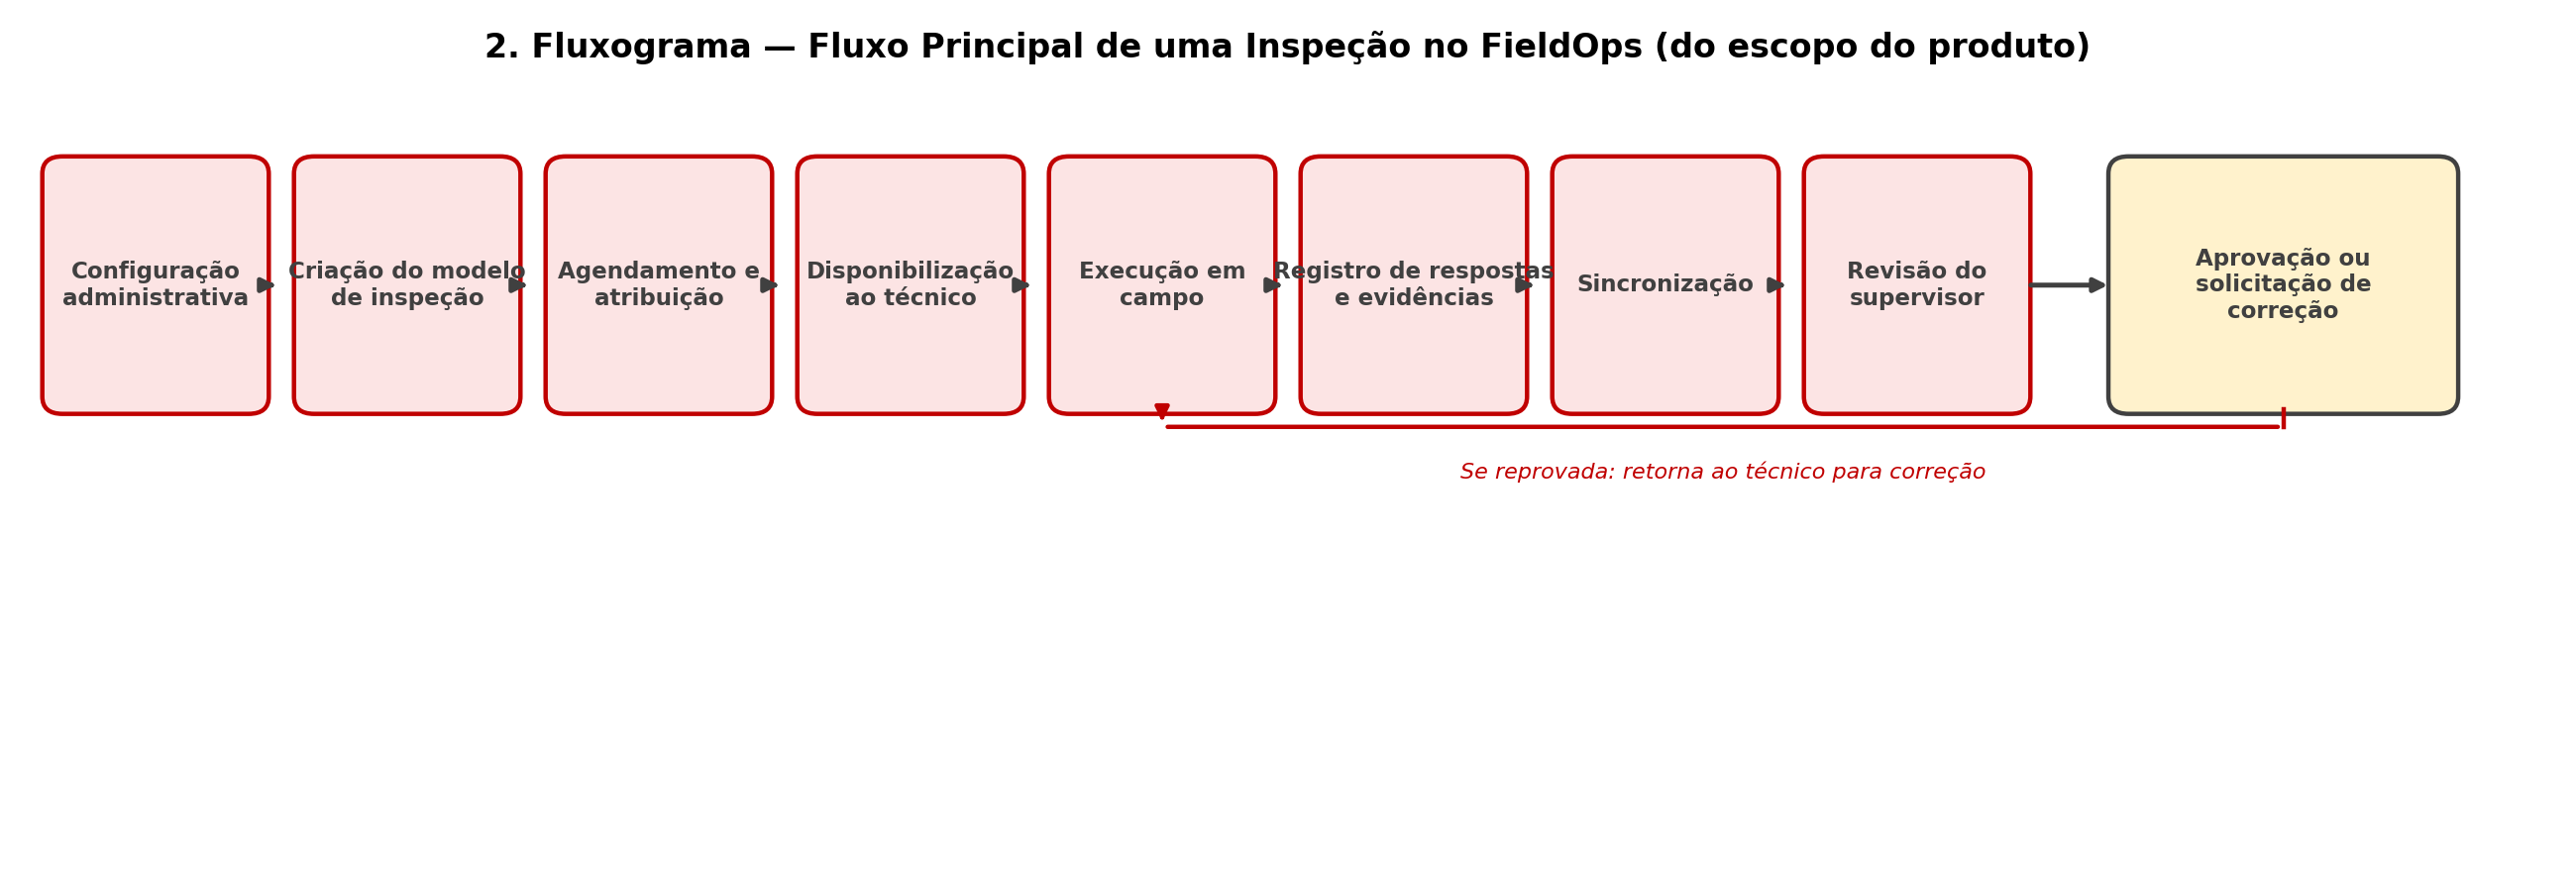 2. Fluxograma — Fluxo Principal de uma Inspeção no FieldOps (do escopo do produto)
Configuração
administrativa
Criação do modelo
de inspeção
Agendamento e
atribuição
Disponibilização
ao técnico
Execução em
campo
Registro de respostas
e evidências
Sincronização
Revisão do
supervisor
Aprovação ou
solicitação de
correção
Se reprovada: retorna ao técnico para correção